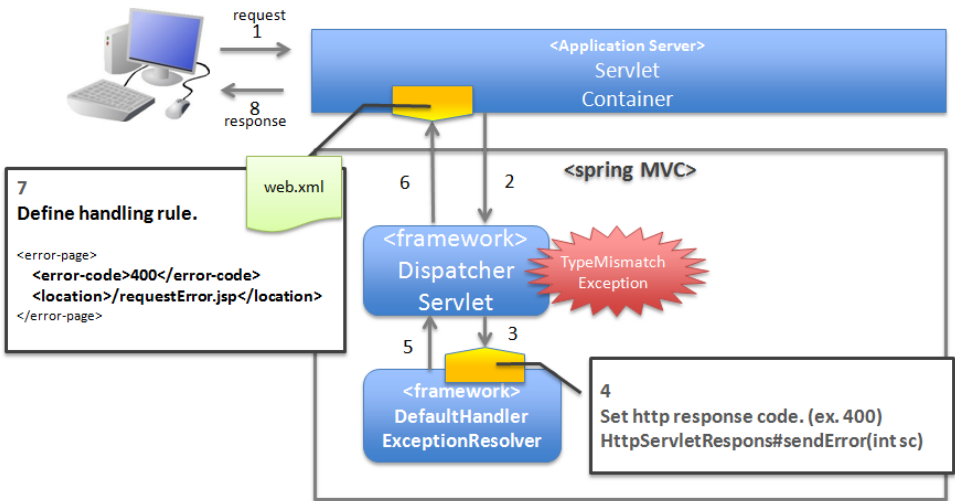 request
1
8
response
<Application Server>
Servlet
Container
7
Define handling rule.
<error-page>
<error-code>400</error-code>
<location>/requestError.jsp</location>
</error-page>
web.xml
6
2
<spring MVC>
<framework>
Dispatcher
Servlet
TypeMismatch
Exception
5
3
<framework>
DefaultHandler
ExceptionResolver
4
Set http response code. (ex. 400)
HttpServletRespons#sendError(int sc)